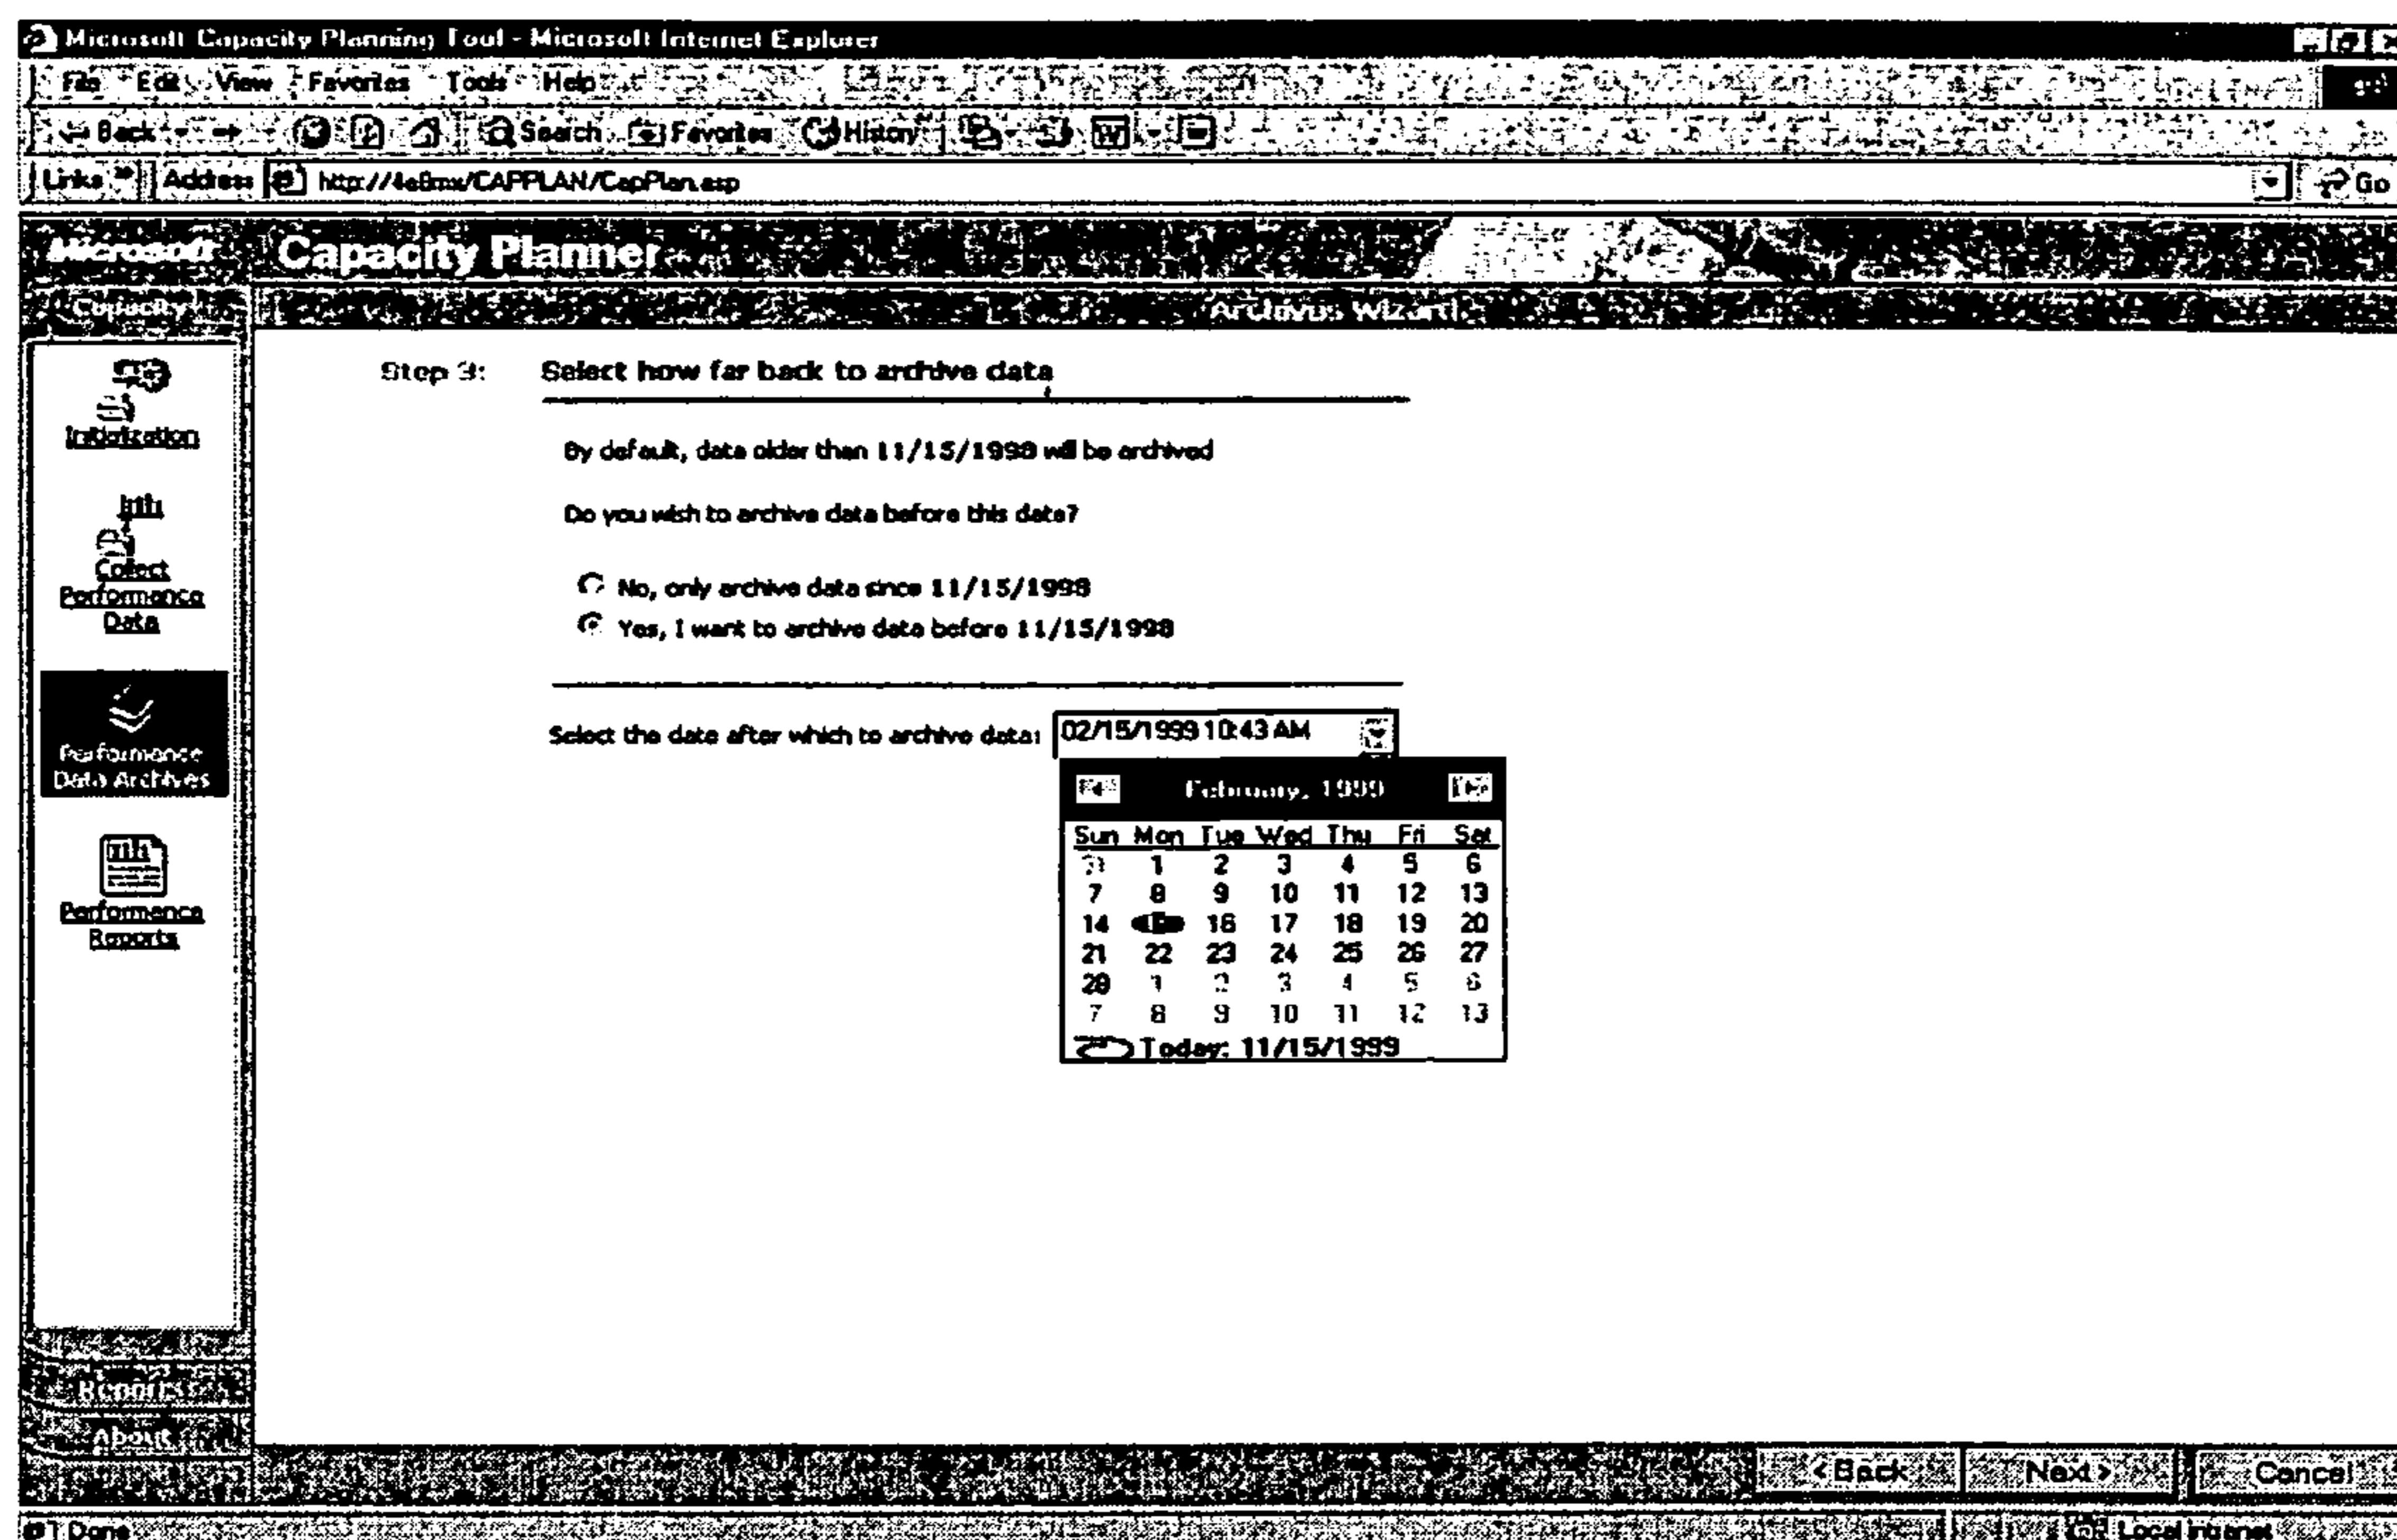 Microsoft Capacity Planning Tool - Microsoft Internet Explorer
File Edit View Favorites Tools Help
Back Search Favorites History
Links Address http://4e8mx/CAPPLAN/CapPlan.asp Go
Microsoft Capacity Planner
Capacity Archives Wizard
Step 3: Select how far back to archive data
Initialization
By default, data older than 11/15/1998 will be archived
Do you wish to archive data before this date?
Collect
Performance
Data
No, only archive data since 11/15/1998
Yes, I want to archive data before 11/15/1998
Performance
Data Archives
Select the date after which to archive data: 02/15/1999 10:43 AM
February, 1999
Sun Mon Tue Wed Thu Fri Sat
31 1 2 3 4 5 6
7 8 9 10 11 12 13
14 15 16 17 18 19 20
21 22 23 24 25 26 27
28 1 2 3 4 5 6
7 8 9 10 11 12 13
Today: 11/15/1999
Performance
Reports
Reports
About
< Back Next > Cancel
Done Local intranet